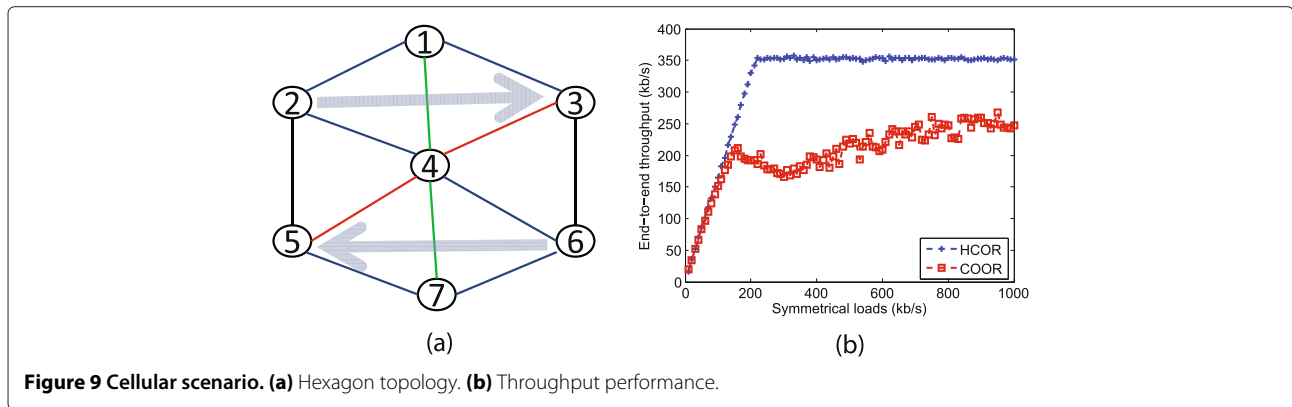 1
2
3
4
5
6
7
(a)
End-to-end throughput (kb/s)
400
350
300
250
200
150
100
50
0
0 200 400 600 800 1000
Symmetrical loads (kb/s)
HCOR
COOR
(b)
Figure 9 Cellular scenario. (a) Hexagon topology. (b) Throughput performance.